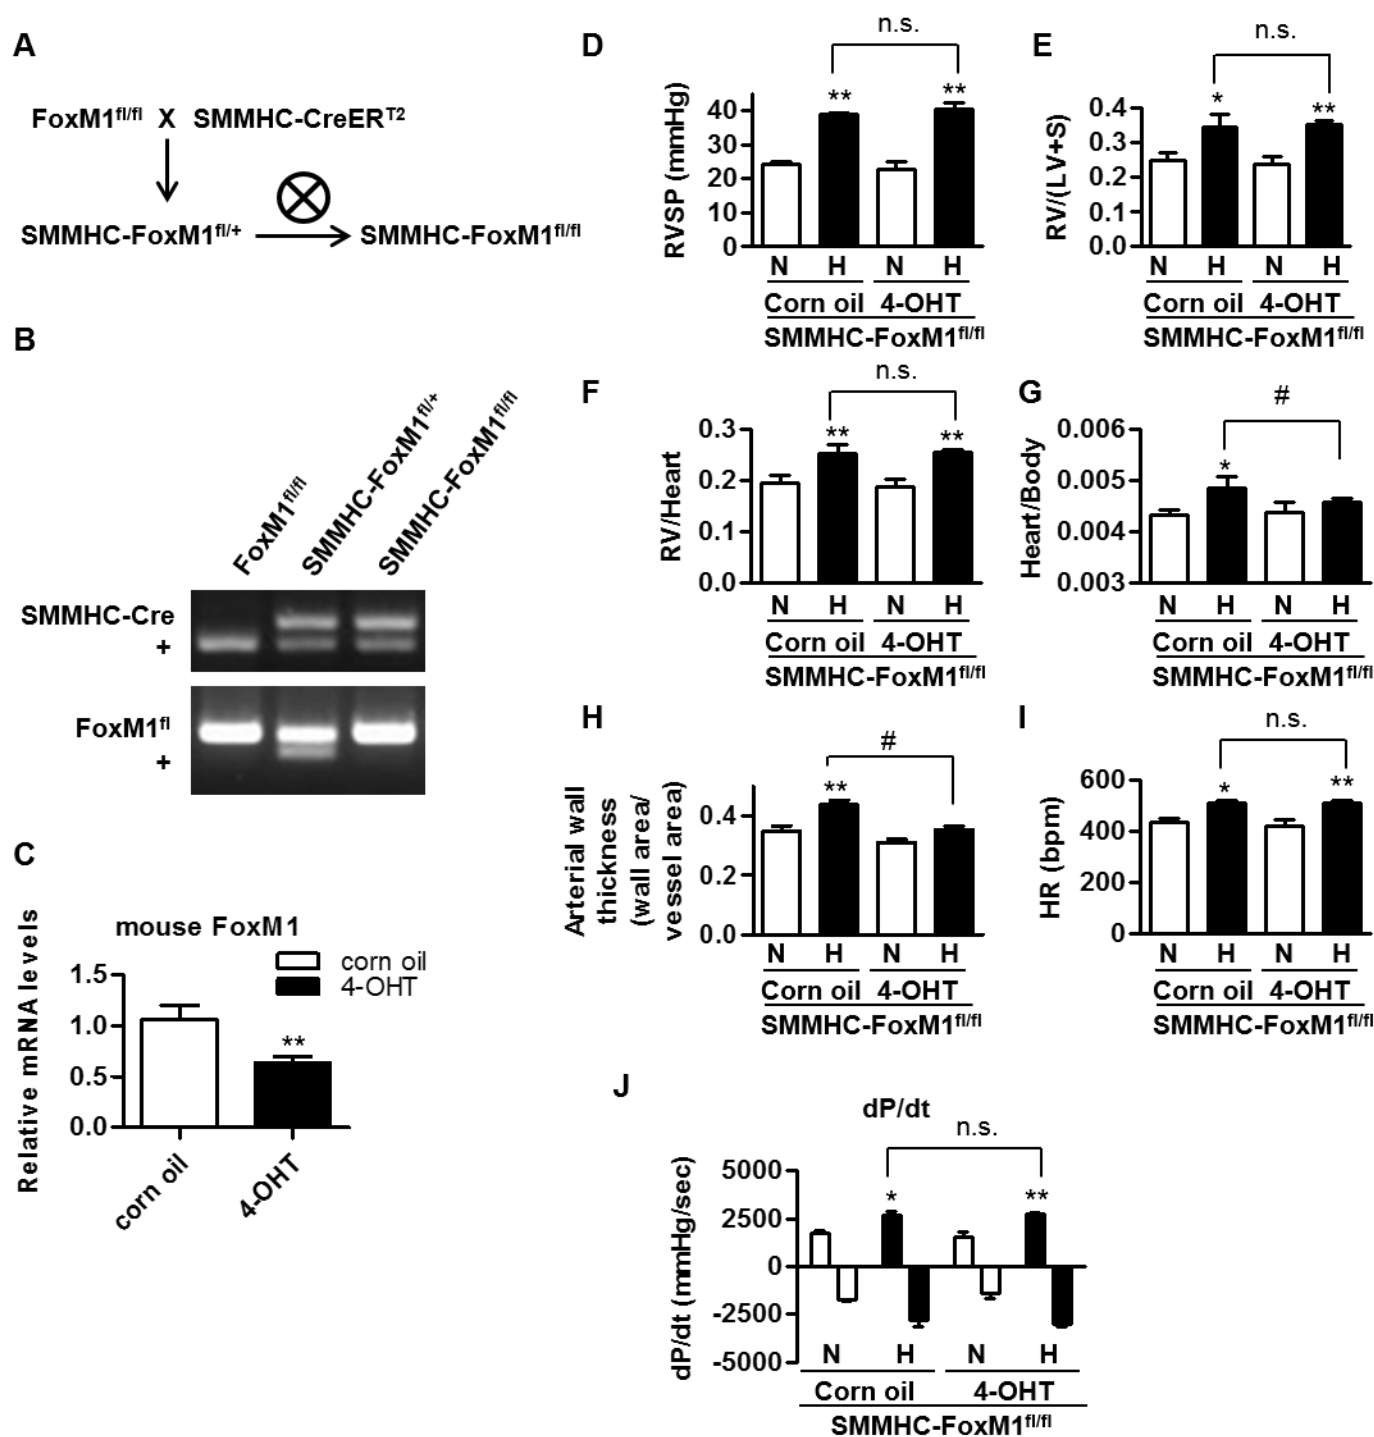 A
FoxM1fl/fl X SMMHC-CreERT2
SMMHC-FoxM1fl/+
SMMHC-FoxM1fl/fl
B
FoxM1fl/fl
SMMHC-FoxM1fl/+
SMMHC-FoxM1fl/fl
SMMHC-Cre
+
FoxM1fl
+
C
mouse FoxM1
corn oil
4-OHT
Relative mRNA levels
1.5
1.0
0.5
0.0
**
corn oil
4-OHT
D
n.s.
RVSP (mmHg)
40
30
20
10
0
** **
N H N H
Corn oil 4-OHT
SMMHC-FoxM1fl/fl
E
n.s.
RV/(LV+S)
0.4
0.3
0.2
0.1
0.0
* **
N H N H
Corn oil 4-OHT
SMMHC-FoxM1fl/fl
F
n.s.
RV/Heart
0.3
0.2
0.1
0.0
** **
N H N H
Corn oil 4-OHT
SMMHC-FoxM1fl/fl
G
#
Heart/Body
0.006
0.005
0.004
0.003
*
N H N H
Corn oil 4-OHT
SMMHC-FoxM1fl/fl
H
#
Arterial wall
thickness
(wall area/
vessel area)
0.4
0.2
0.0
**
N H N H
Corn oil 4-OHT
SMMHC-FoxM1fl/fl
I
n.s.
HR (bpm)
600
400
200
0
* **
N H N H
Corn oil 4-OHT
SMMHC-FoxM1fl/fl
J
dP/dt
n.s.
dP/dt (mmHg/sec)
5000
2500
0
-2500
-5000
* **
N H N H
Corn oil 4-OHT
SMMHC-FoxM1fl/fl